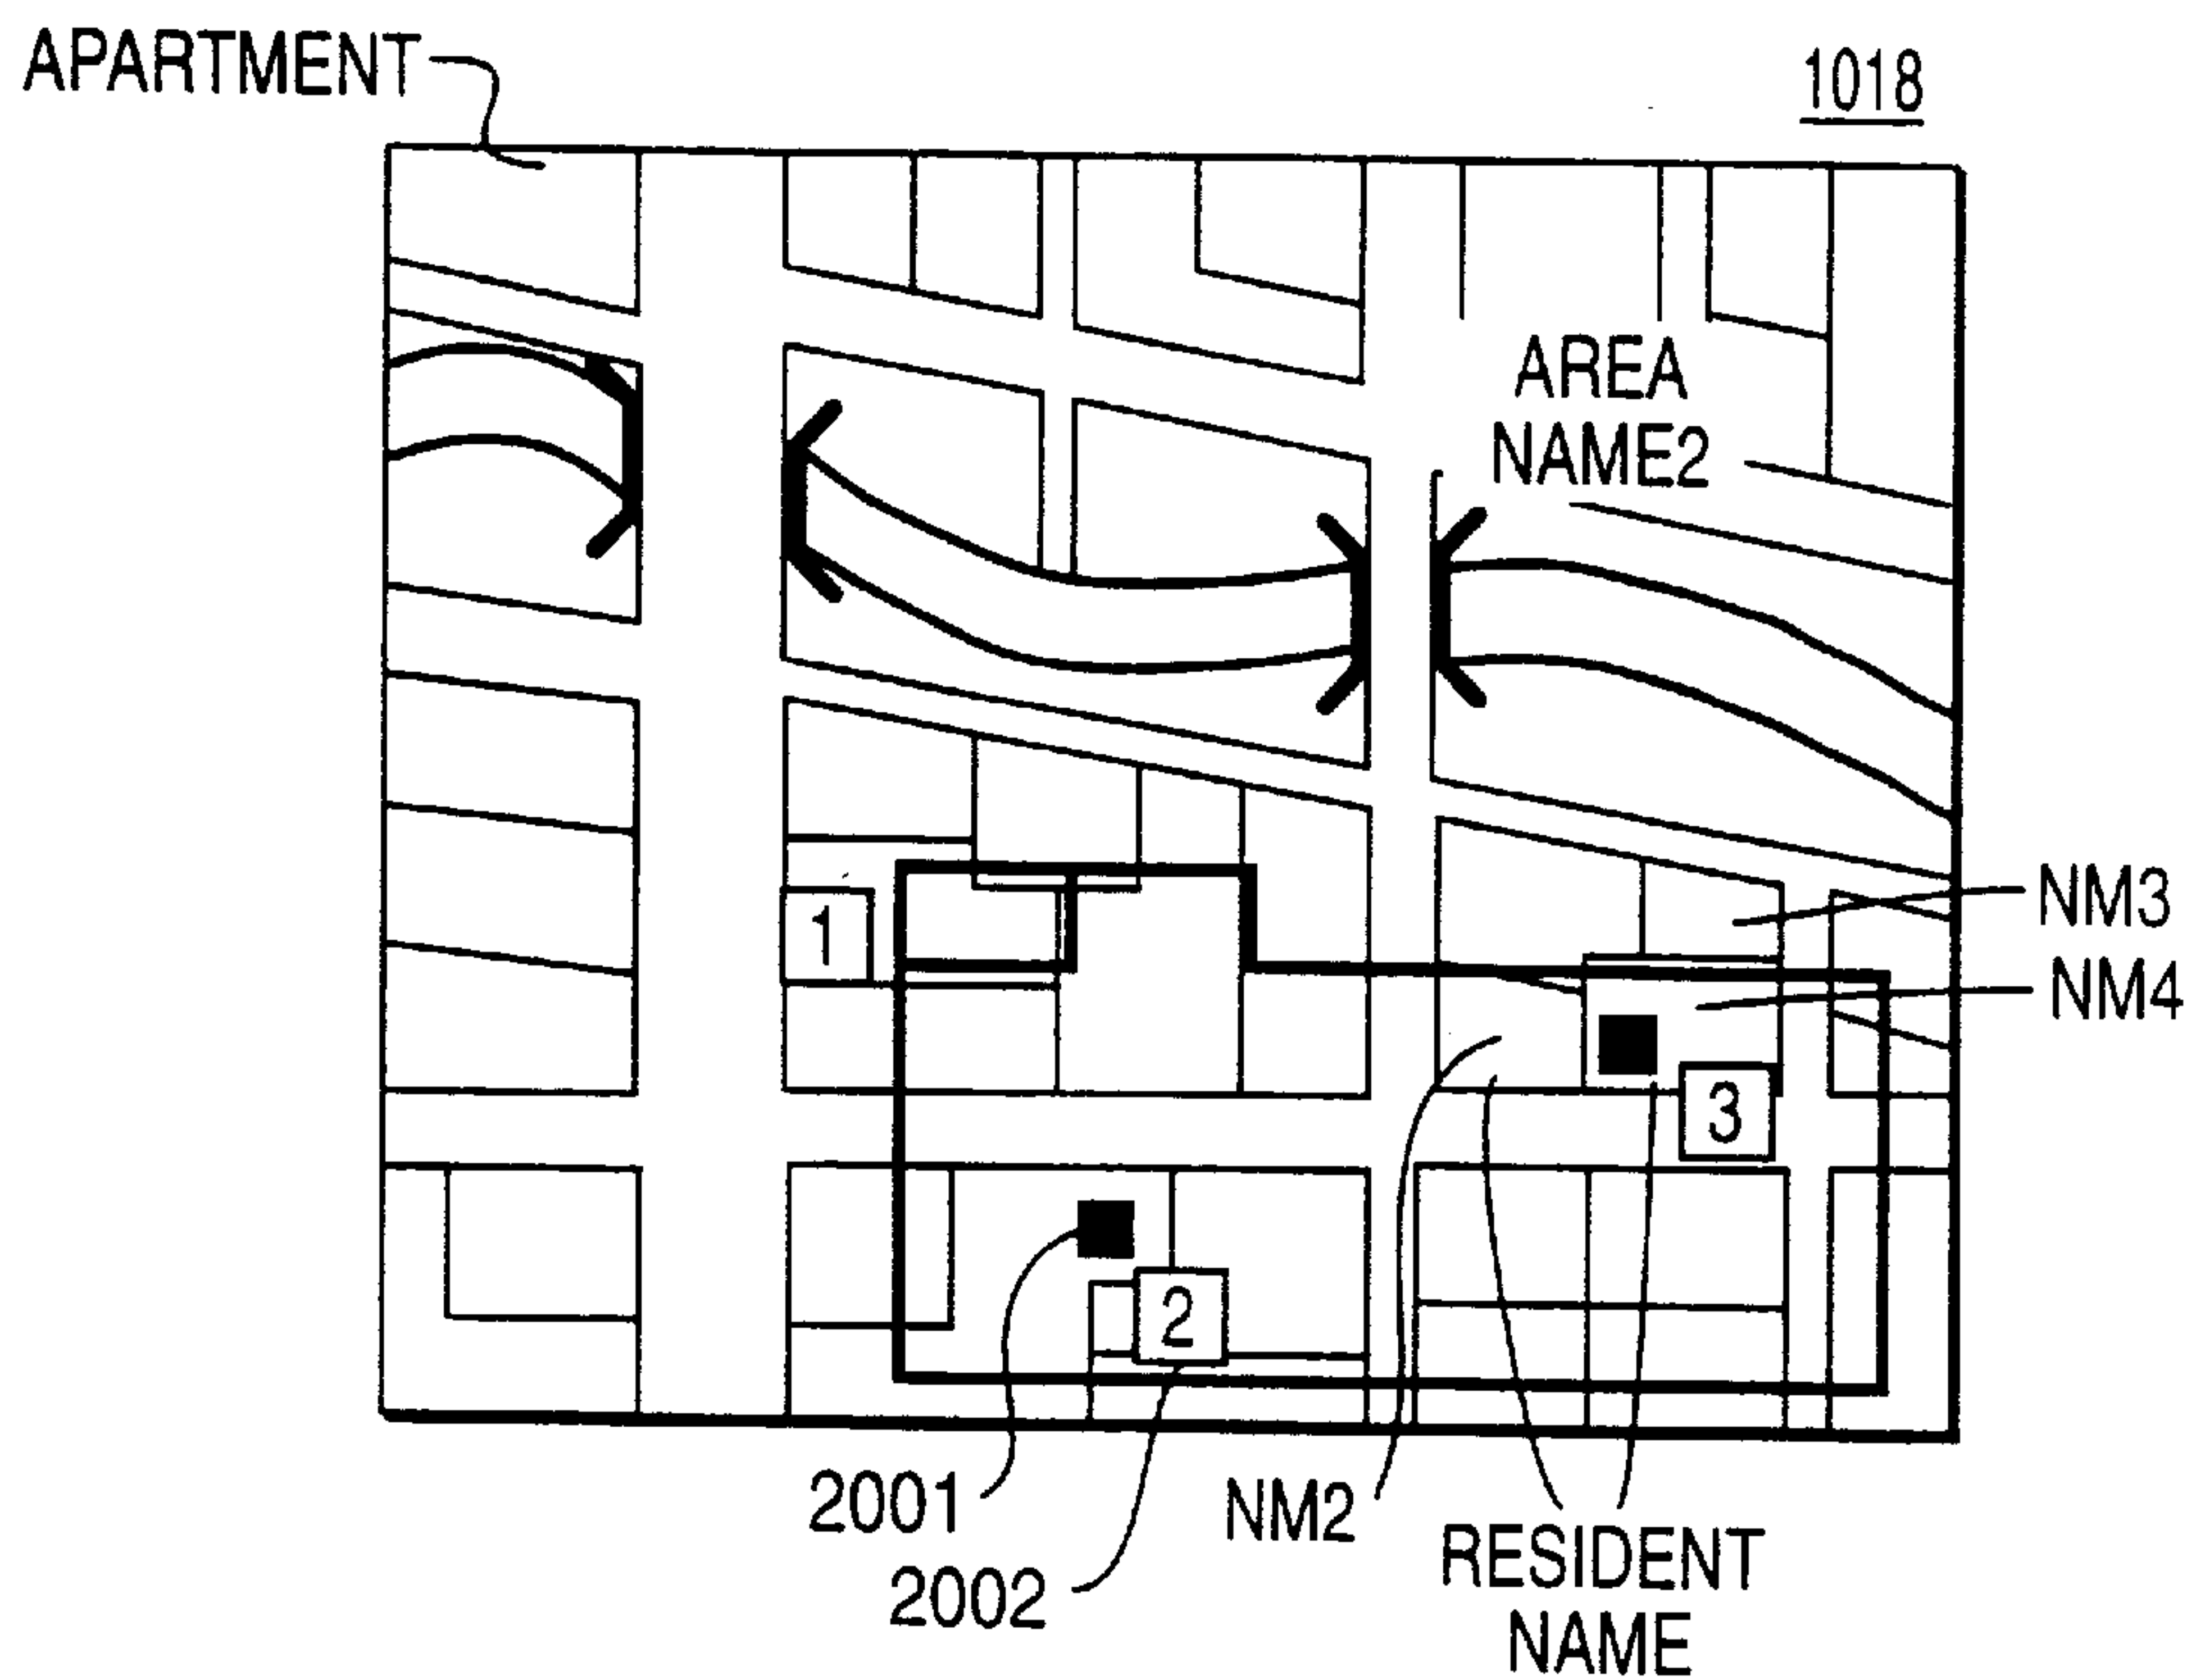 APARTMENT
1018
AREA
NAME2
1
NM3
NM4
3
2
2001
NM2
2002
RESIDENT
NAME